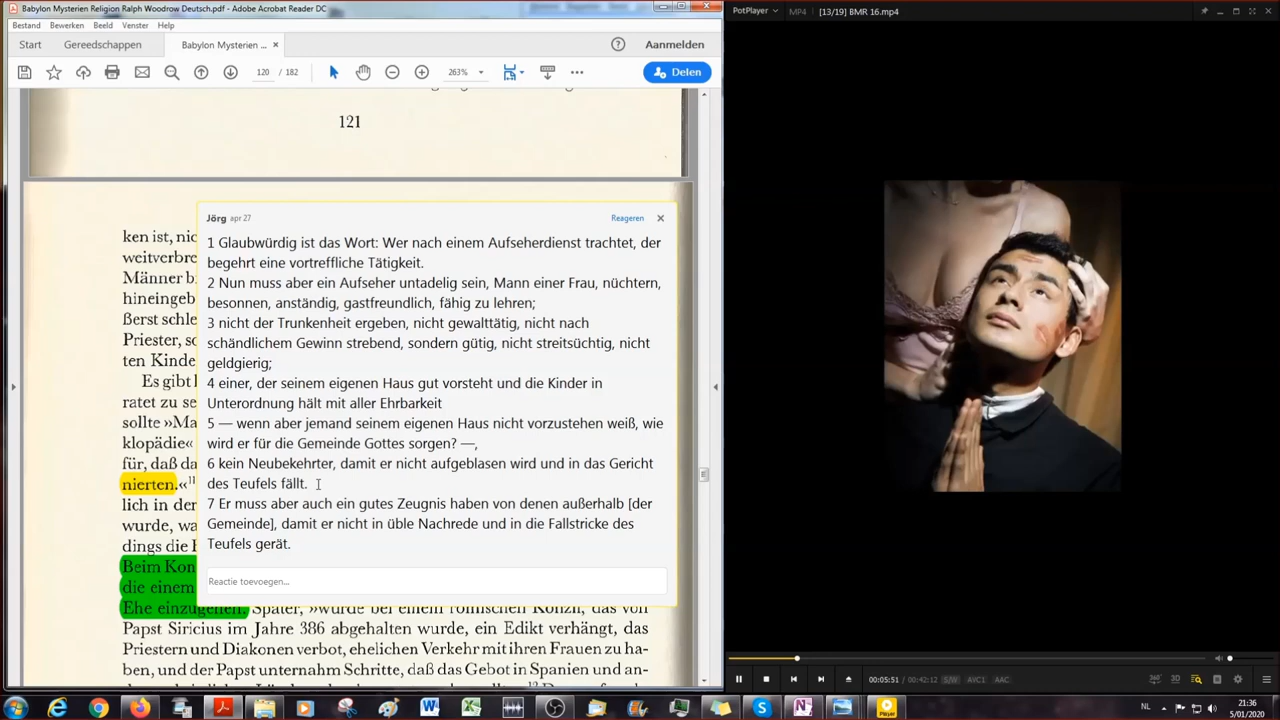 Babylon Mysterien Religion Ralph Woodrow Deutsch.pdf - Adobe Acrobat Reader DC
Bestand Bewerken Beeld Venster Help
Start Gereedschappen Babylon Mysterien ... × Aanmelden
120 / 182 263% Delen
121
Jörg apr 27 Reageren
1 Glaubwürdig ist das Wort: Wer nach einem Aufseherdienst trachtet, der
begehrt eine vortreffliche Tätigkeit.
2 Nun muss aber ein Aufseher untadelig sein, Mann einer Frau, nüchtern,
besonnen, anständig, gastfreundlich, fähig zu lehren;
3 nicht der Trunkenheit ergeben, nicht gewalttätig, nicht nach
schändlichem Gewinn strebend, sondern gütig, nicht streitsüchtig, nicht
geldgierig;
4 einer, der seinem eigenen Haus gut vorsteht und die Kinder in
Unterordnung hält mit aller Ehrbarkeit
5 — wenn aber jemand seinem eigenen Haus nicht vorzustehen weiß, wie
wird er für die Gemeinde Gottes sorgen? —,
6 kein Neubekehrter, damit er nicht aufgeblasen wird und in das Gericht
des Teufels fällt.
7 Er muss aber auch ein gutes Zeugnis haben von denen außerhalb [der
Gemeinde], damit er nicht in üble Nachrede und in die Fallstricke des
Teufels gerät.
Reactie toevoegen...
ken ist, nic
weitverbre
Männer b
hineingeb
ßerst schle
Priester, so
ten Kinde
Es gibt
ratet zu se
sollte »Ma
klopädie«
für, daß da
nierten.«
lich in der
wurde, wa
dings die
Beim Kon
die einem
Ehe einzugehen. Später, »wurde bei einem römischen Konzil, das von
Papst Siricius im Jahre 386 abgehalten wurde, ein Edikt verhängt, das
Priestern und Diakonen verbot, ehelichen Verkehr mit ihren Frauen zu ha-
ben, und der Papst unternahm Schritte, daß das Gebot in Spanien und an-
PotPlayer MP4 [13/19] BMR 16.mp4
00:05:51 / 00:42:12 S/W AVC1 AAC
NL 21:36
5/01/2020